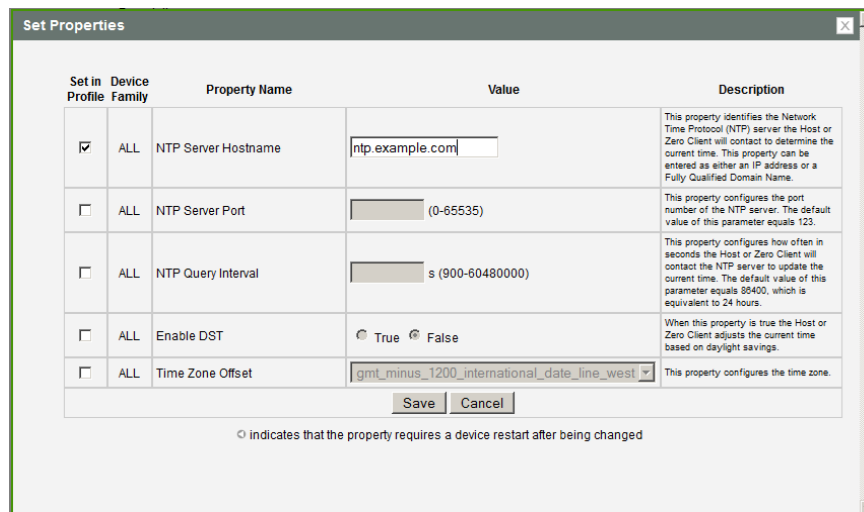 Set Properties
Set in Profile
Device Family
Property Name
Value
Description
ALL
NTP Server Hostname
ntp.example.com
This property identifies the Network
Time Protocol (NTP) server the Host or
Zero Client will contact to determine the
current time. This property can be
entered as either an IP address or a
Fully Qualified Domain Name.
ALL
NTP Server Port
(0-65535)
This property configures the port
number of the NTP server. The default
value of this parameter equals 123.
ALL
NTP Query Interval
s (900-60480000)
This property configures how often in
seconds the Host or Zero Client will
contact the NTP server to update the
current time. The default value of this
parameter equals 86400, which is
equivalent to 24 hours.
ALL
Enable DST
True False
When this property is true the Host or
Zero Client adjusts the current time
based on daylight savings.
ALL
Time Zone Offset
gmt_minus_1200_international_date_line_west
This property configures the time zone.
Save Cancel
indicates that the property requires a device restart after being changed